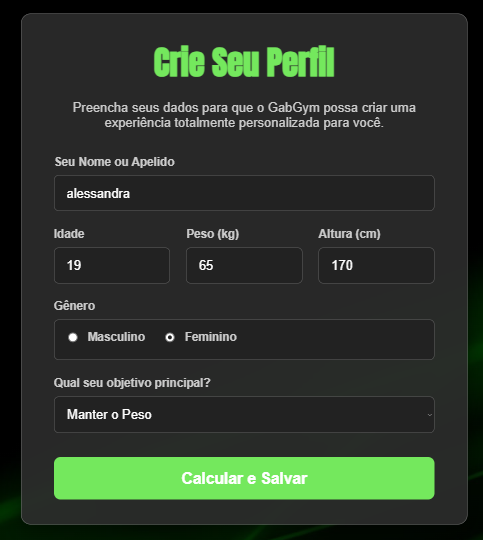 Crie Seu Perfil
Preencha seus dados para que o GabGym possa criar uma
experiência totalmente personalizada para você.
Seu Nome ou Apelido
alessandra
Idade Peso (kg) Altura (cm)
19 65 170
Gênero
Masculino Feminino
Qual seu objetivo principal?
Manter o Peso
Calcular e Salvar